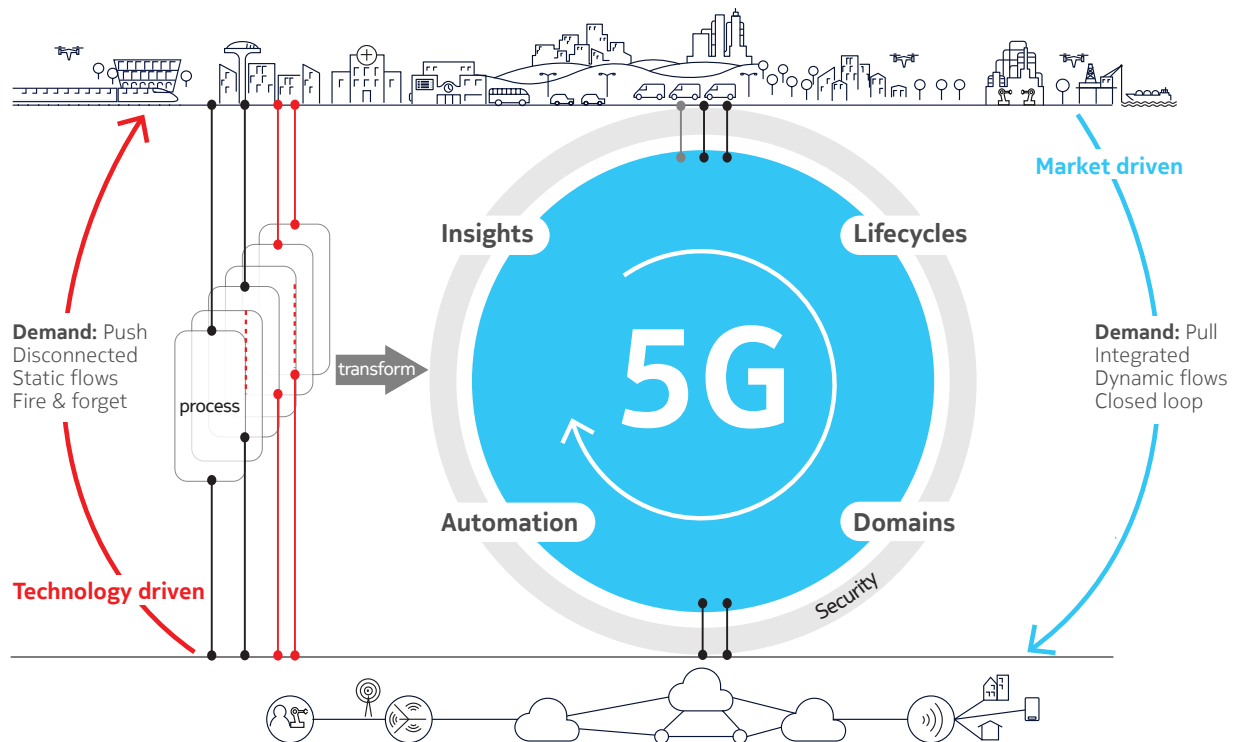 Market driven
Insights
Lifecycles
5G
Demand: Push
Disconnected
Static flows
Fire & forget
process
transform
Demand: Pull
Integrated
Dynamic flows
Closed loop
Automation
Domains
Technology driven
Security